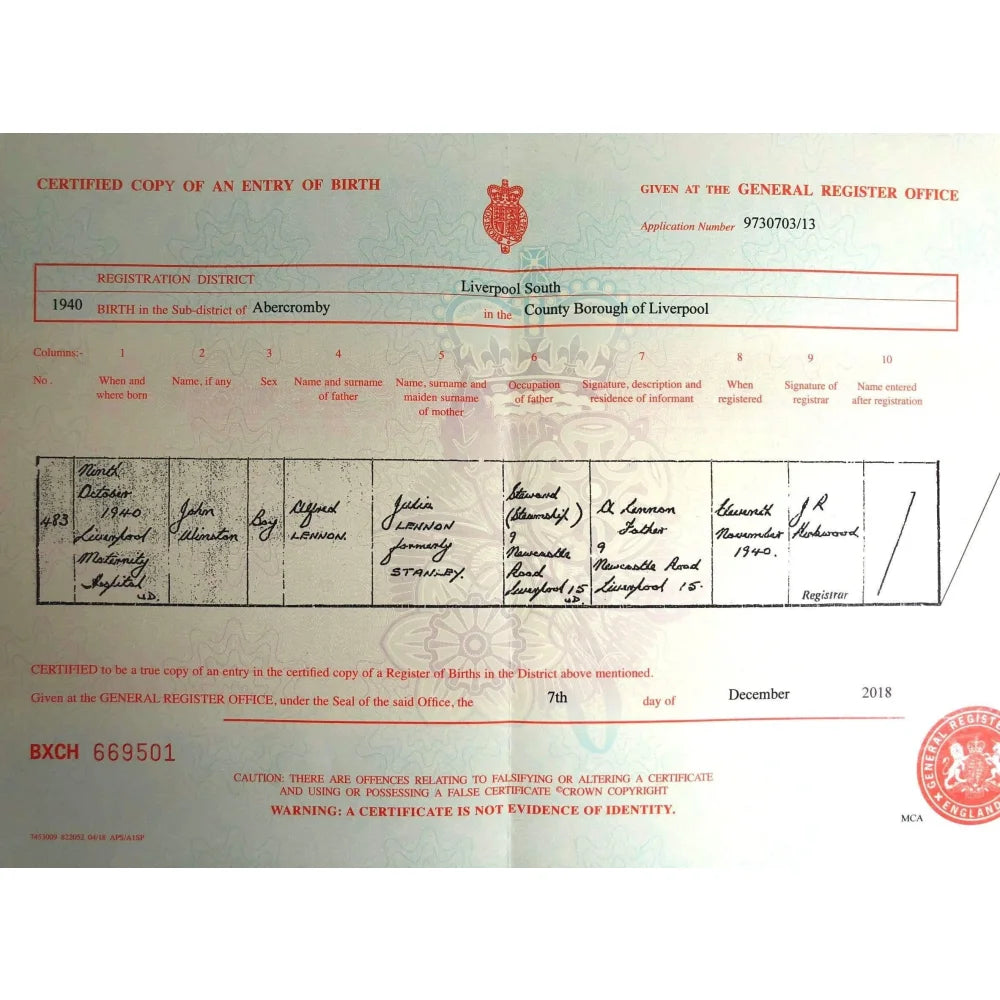 CERTIFIED COPY OF AN ENTRY OF BIRTH
GIVEN AT THE GENERAL REGISTER OFFICE
Application Number 9730703/13
REGISTRATION DISTRICT Liverpool South
1940 BIRTH in the Sub-district of Abercromby in the County Borough of Liverpool
Columns:- 1 2 3 4 5 6 7 8 9 10
No. When and where born Name, if any Sex Name and surname of father Name, surname and maiden surname of mother Occupation of father Signature, description and residence of informant When registered Signature of registrar Name entered after registration
483
Ninth
October
1940
Liverpool
Maternity
Hospital
U.D.
John
Winston
Boy
Alfred
LENNON.
Julia
LENNON
formerly
STANLEY.
Steward
(Steamship)
9
Newcastle
Road
Liverpool 15
U.D.
A Lennon
Father
9
Newcastle Road
Liverpool 15.
Eleventh
November
1940.
J R
Kirkwood
Registrar
CERTIFIED to be a true copy of an entry in the certified copy of a Register of Births in the District above mentioned.
Given at the GENERAL REGISTER OFFICE, under the Seal of the said Office, the 7th day of December 2018
BXCH 669501
CAUTION: THERE ARE OFFENCES RELATING TO FALSIFYING OR ALTERING A CERTIFICATE
AND USING OR POSSESSING A FALSE CERTIFICATE ©CROWN COPYRIGHT
WARNING: A CERTIFICATE IS NOT EVIDENCE OF IDENTITY.
GENERAL REGISTE
ENGLAND
MCA
04/18 APS/A1SP